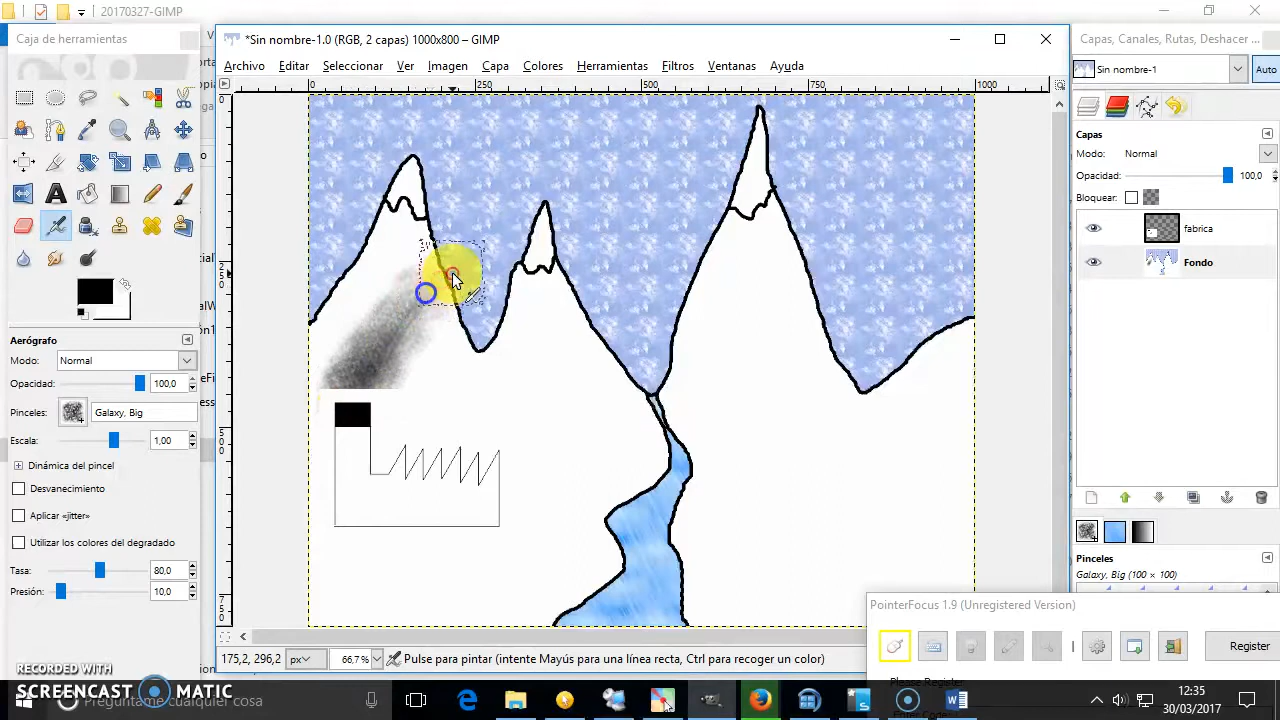 20170327-GIMP
Caja de herramientas
*Sin nombre-1.0 (RGB, 2 capas) 1000x800 – GIMP
Capas, Canales, Rutas, Deshacer ...
Archivo Editar Seleccionar Ver Imagen Capa Colores Herramientas Filtros Ventanas Ayuda
Sin nombre-1
Auto
0 250 500 750 1000
Capas
Modo: Normal
Opacidad: 100,0
Bloquear:
fabrica
Fondo
Aerógrafo
Modo: Normal
Opacidad: 100,0
Pinceles: Galaxy, Big
Escala: 1,00
Dinámica del pincel
Desvanecimiento
Aplicar «jitter»
Utilizar los colores del degradado
Tasa: 80,0
Presión: 10,0
Pinceles
Galaxy, Big (100 × 100)
PointerFocus 1.9 (Unregistered Version)
Register
175,2, 296,2 px 66,7% Pulse para pintar (intente Mayús para una línea recta, Ctrl para recoger un color)
RECORDED WITH
SCREENCAST MATIC
Pregúntame cualquier cosa
12:35
30/03/2017